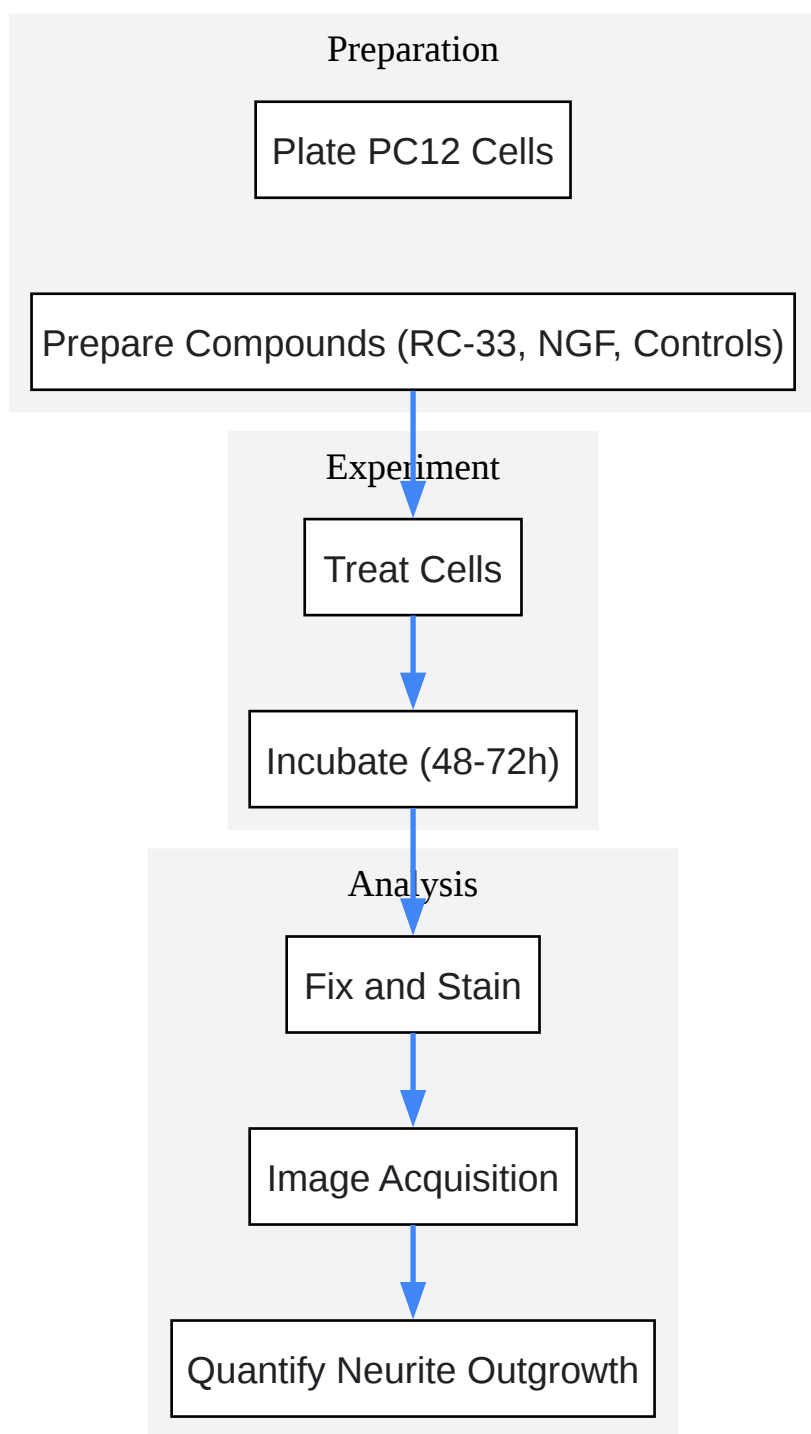 Preparation
Plate PC12 Cells
Prepare Compounds (RC-33, NGF, Controls)
Experiment
Treat Cells
Incubate (48-72h)
Analysis
Fix and Stain
Image Acquisition
Quantify Neurite Outgrowth